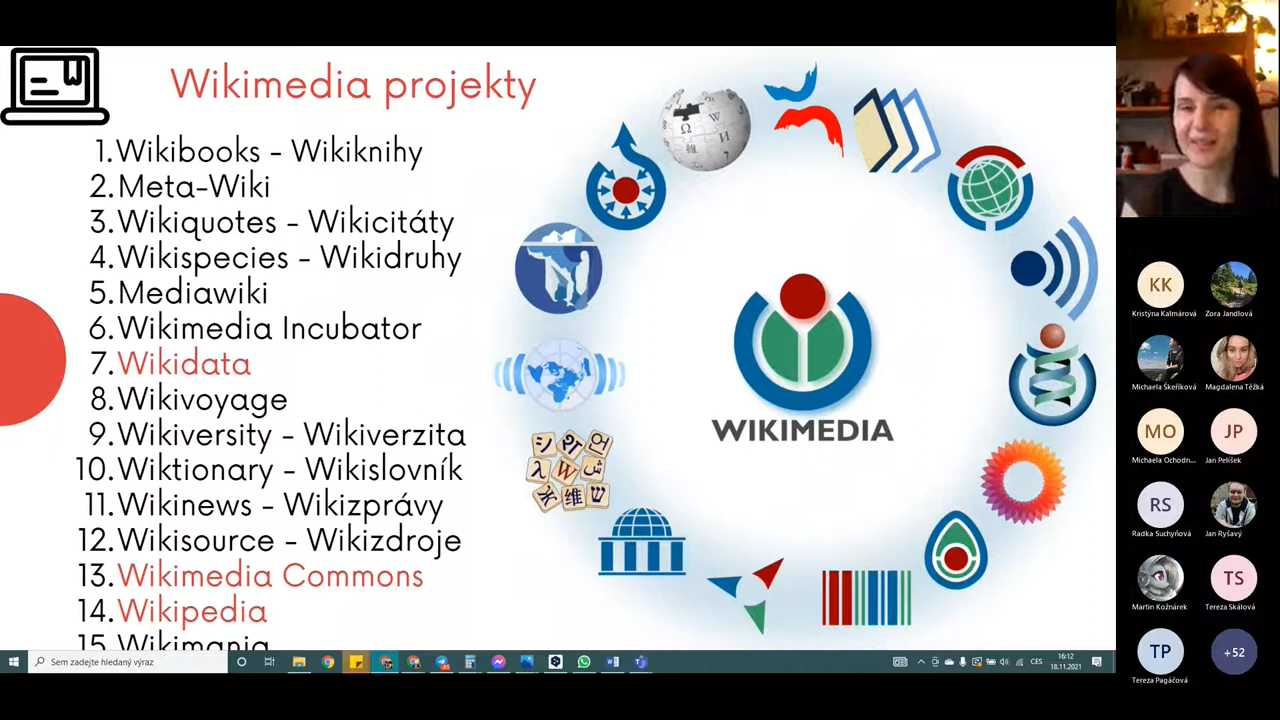 Wikimedia projekty
1. Wikibooks - Wikiknihy
2. Meta-Wiki
3. Wikiquotes - Wikicitáty
4. Wikispecies - Wikidruhy
5. Mediawiki
6. Wikimedia Incubator
7. Wikidata
8. Wikivoyage
9. Wikiversity - Wikiverzita
10. Wiktionary - Wikislovník
11. Wikinews - Wikizprávy
12. Wikisource - Wikizdroje
13. Wikimedia Commons
14. Wikipedia
15. Wikimania
WIKIMEDIA
Sem zadejte hledaný výraz
CES
16:12
18.11.2021
KK
Kristýna Kalmárová
Zora Jandlová
Michaela Škeříková
Magdalena Těžká
MO
Michaela Ochodn...
JP
Jan Pelíšek
RS
Radka Suchyňová
Jan Ryšavý
Martin Kožnárek
TS
Tereza Skálová
TP
Tereza Pagáčová
+52